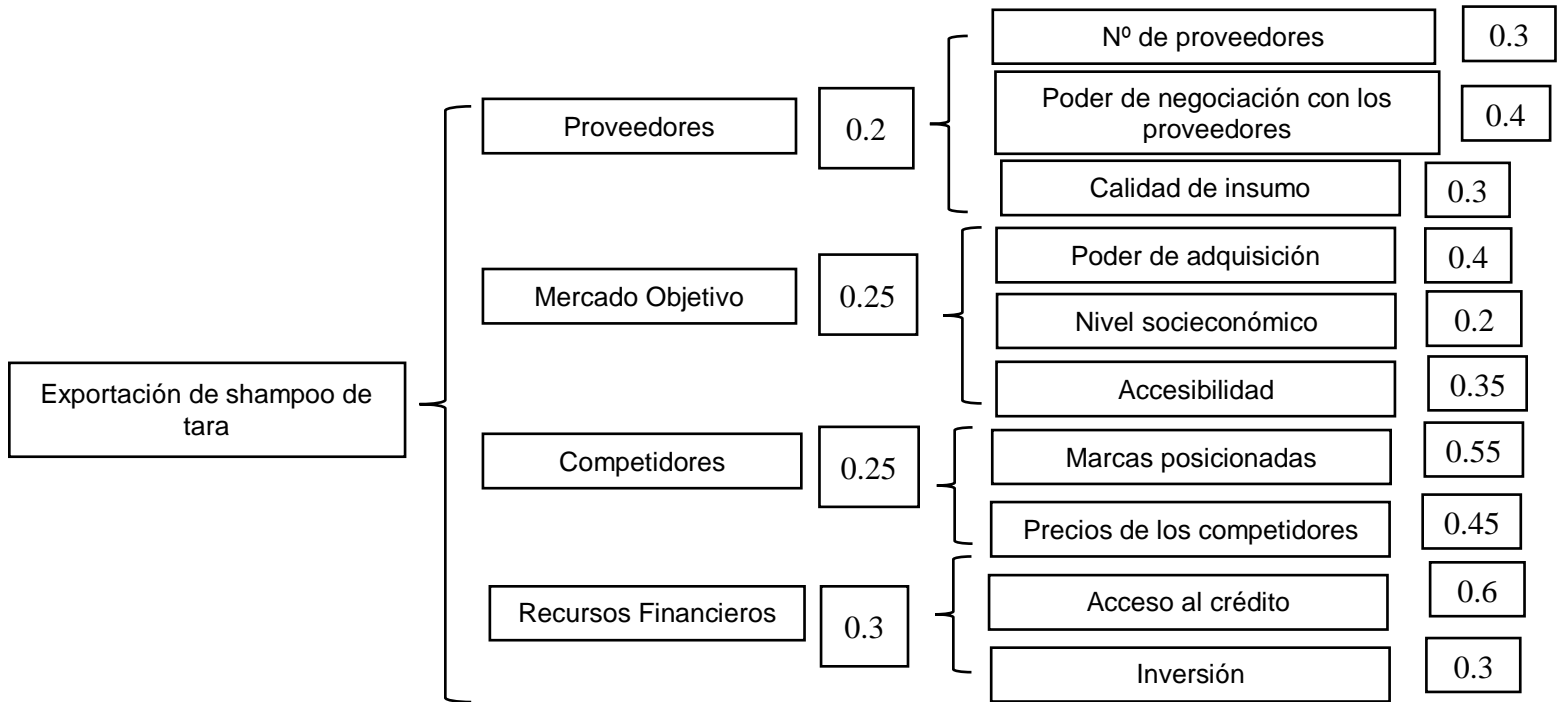 Nº de proveedores
0.3
Poder de negociación con los
proveedores
0.4
Proveedores
0.2
Calidad de insumo
0.3
Poder de adquisición
0.4
Mercado Objetivo
0.25
Nivel socieconómico
0.2
Accesibilidad
0.35
Exportación de shampoo de
tara
Competidores
0.25
Marcas posicionadas
0.55
Precios de los competidores
0.45
Recursos Financieros
0.3
Acceso al crédito
0.6
Inversión
0.3